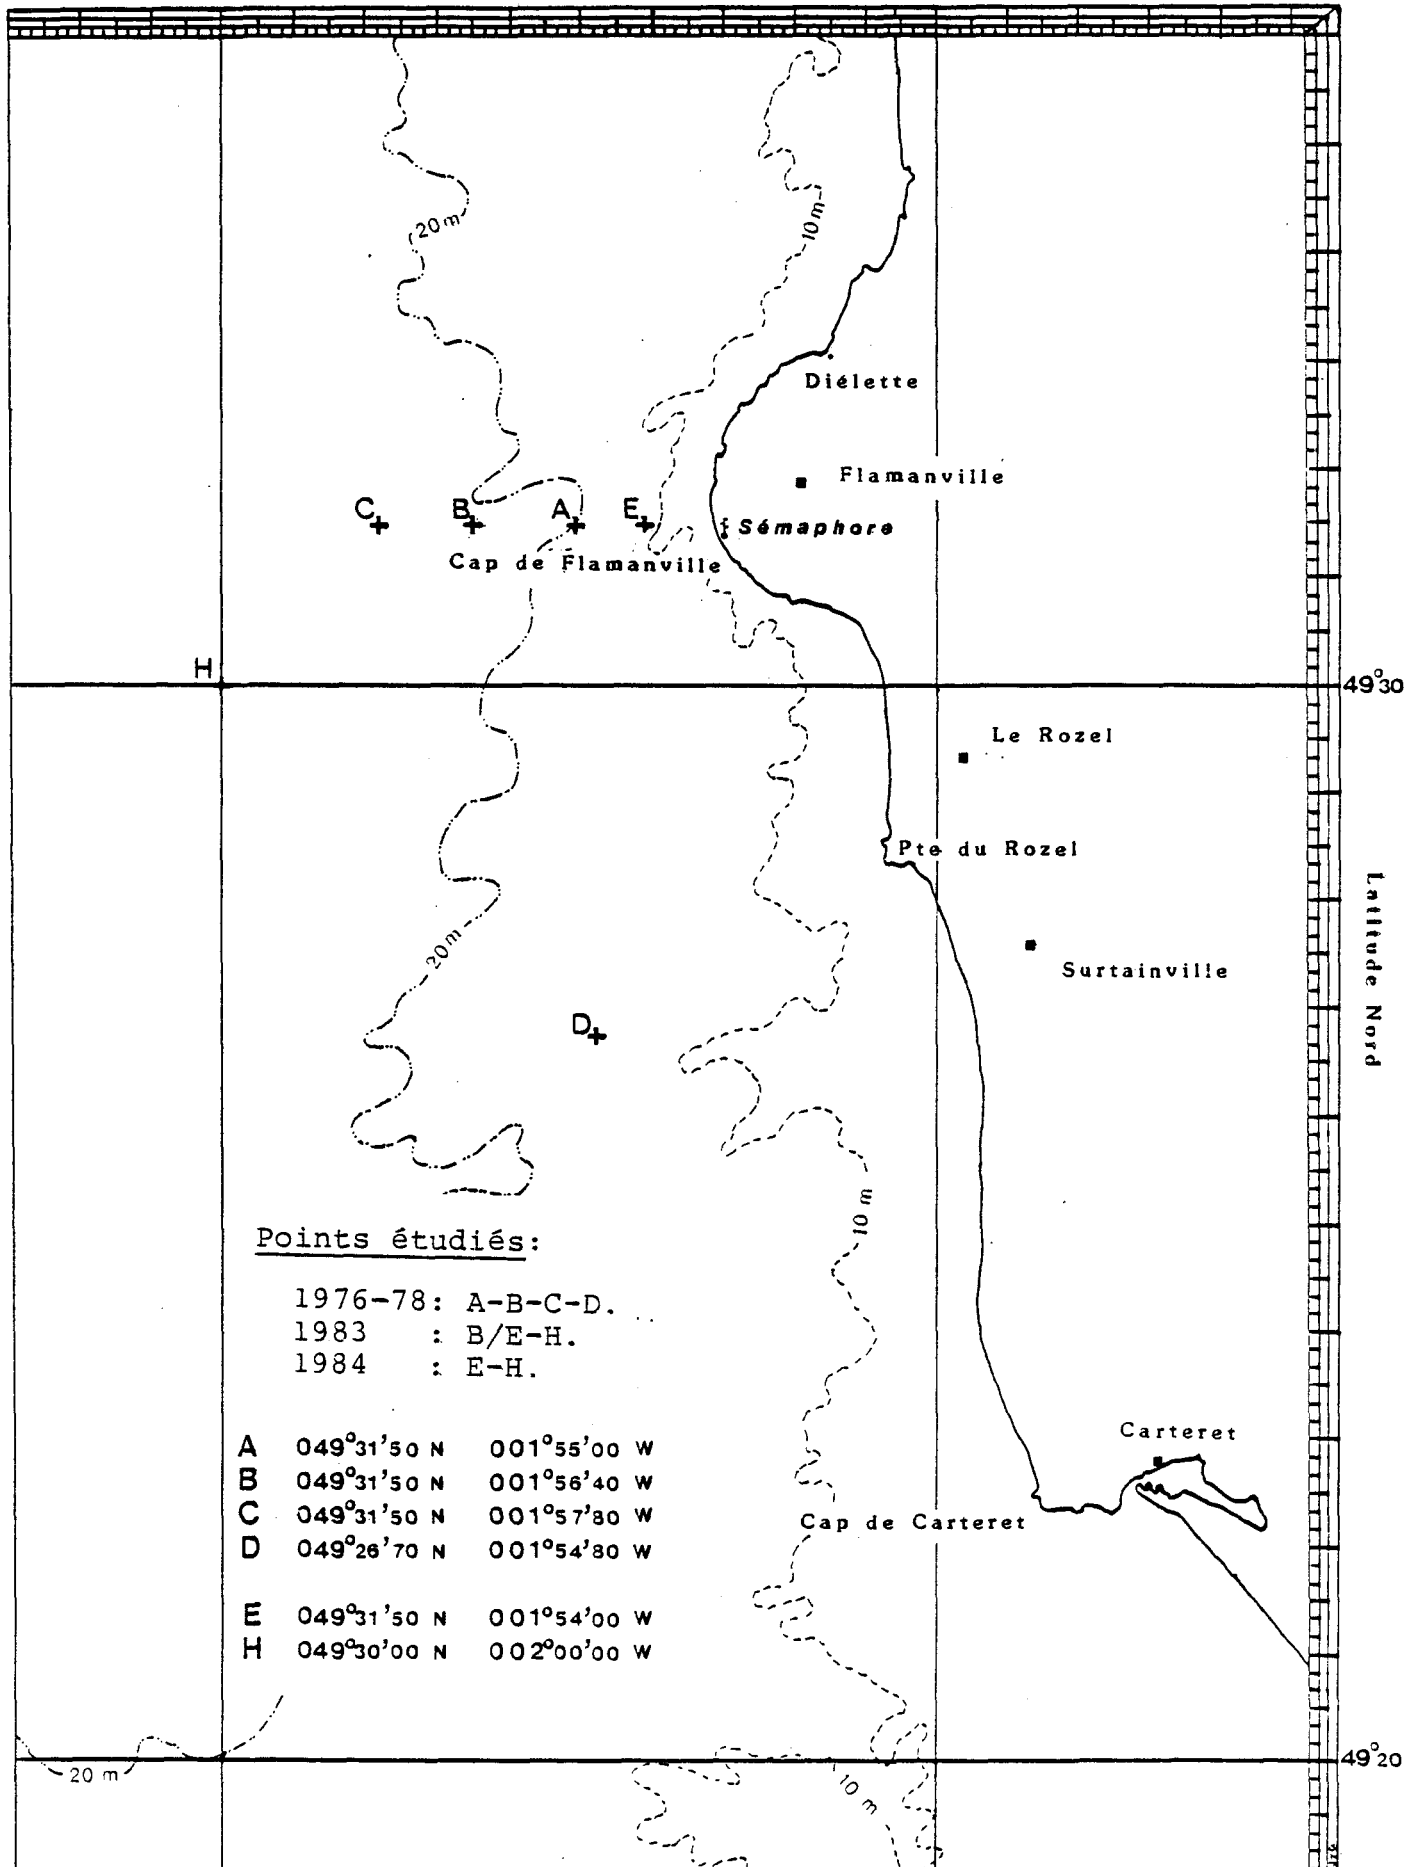 20m
10m
Diélette
Flamanville
C
B
A
E
Sémaphore
Cap de Flamanville
H
49°30
Le Rozel
Pte du Rozel
20m
Surtainville
Latitude Nord
D
10 m
Points étudiés:
1976-78: A-B-C-D.
1983 : B/E-H.
1984 : E-H.
Carteret
A 049°31'50 N 001°55'00 W
B 049°31'50 N 001°56'40 W
C 049°31'50 N 001°57'80 W
Cap de Carteret
D 049°26'70 N 001°54'80 W
E 049°31'50 N 001°54'00 W
H 049°30'00 N 002°00'00 W
49°20
20 m
10 m